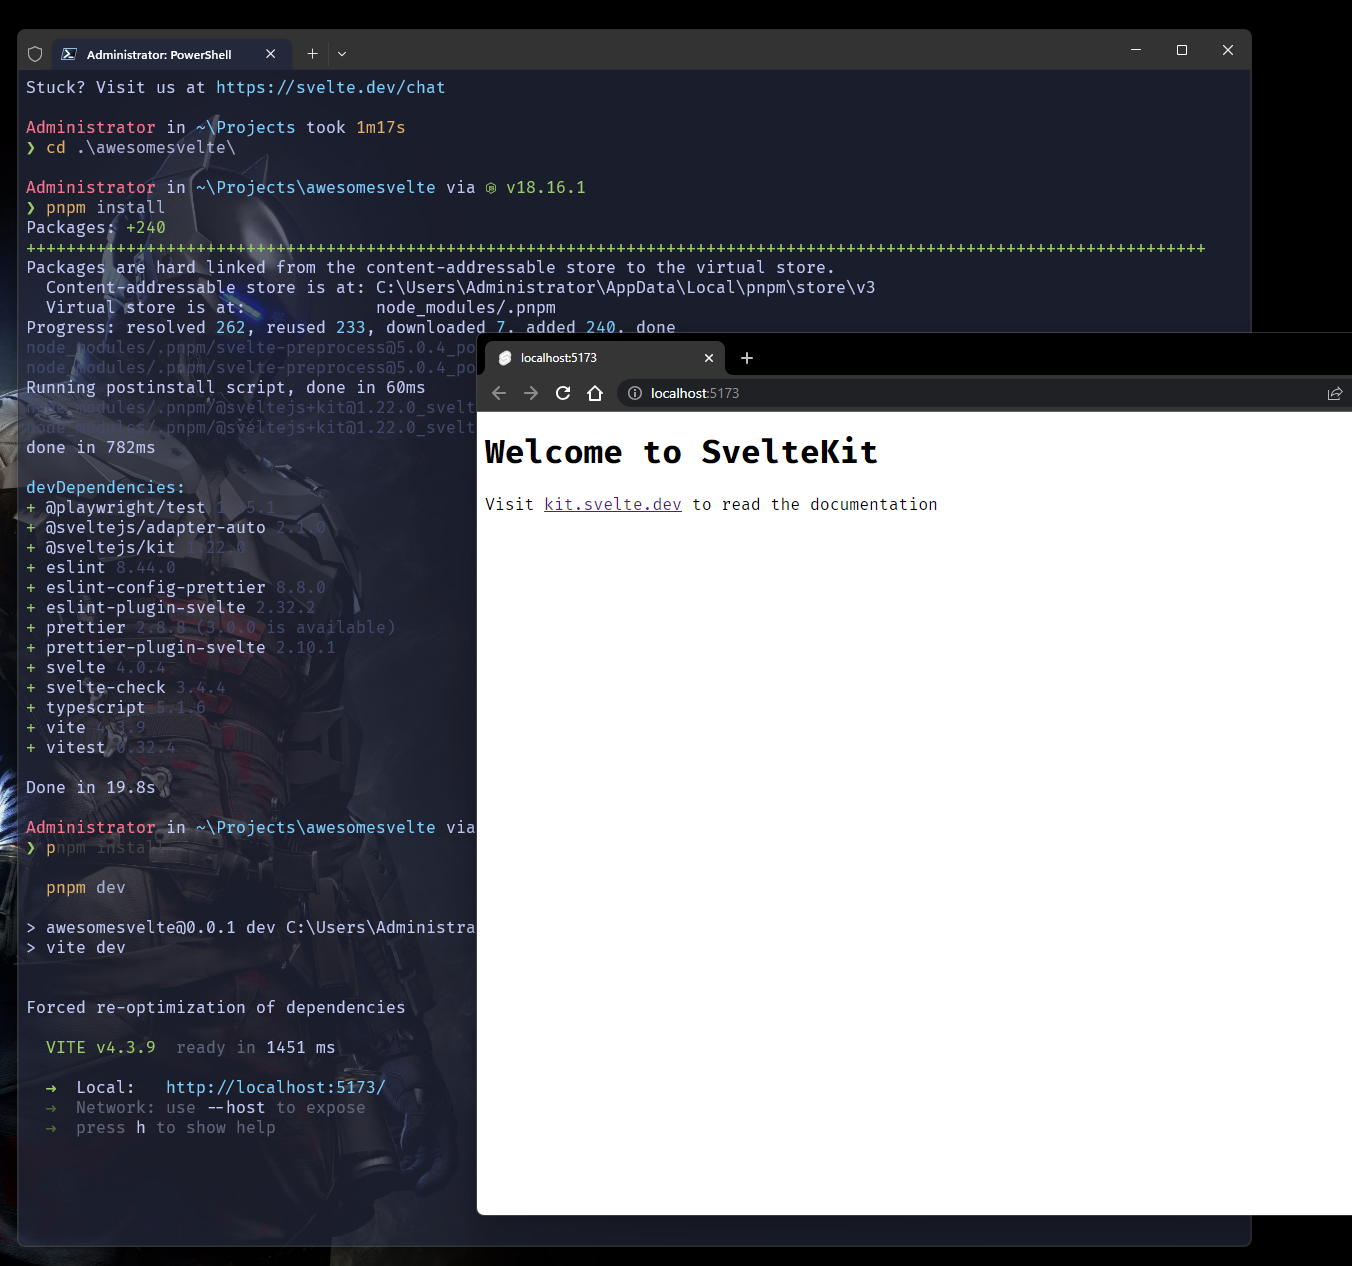 Administrator: PowerShell
Stuck? Visit us at https://svelte.dev/chat
Administrator in ~\Projects took 1m17s
❯ cd .\awesomesvelte\
Administrator in ~\Projects\awesomesvelte via v18.16.1
❯ pnpm install
Packages: +240
++++++++++++++++++++++++++++++++++++++++++++++++++++++++++++++++++++++++++++++++++++++++++++++++++++++++++++++++++++++
Packages are hard linked from the content-addressable store to the virtual store.
Content-addressable store is at: C:\Users\Administrator\AppData\Local\pnpm\store\v3
Virtual store is at: node_modules/.pnpm
Progress: resolved 262, reused 233, downloaded 7, added 240, done
node_modules/.pnpm/svelte-preprocess@5.0.4_po
node_modules/.pnpm/svelte-preprocess@5.0.4_po
Running postinstall script, done in 60ms
node_modules/.pnpm/@sveltejs+kit@1.22.0_svelt
node_modules/.pnpm/@sveltejs+kit@1.22.0_svelt
done in 782ms
devDependencies:
+ @playwright/test
+ @sveltejs/adapter-auto 2.1.0
+ @sveltejs/kit 1.22.0
+ eslint 8.44.0
+ eslint-config-prettier 8.8.0
+ eslint-plugin-svelte 2.32.2
+ prettier 2.8.8 (3.0.0 is available)
+ prettier-plugin-svelte 2.10.1
+ svelte 4.0.4
+ svelte-check 3.4.4
+ typescript 5.1.6
+ vite 4.3.9
+ vitest 0.32.4
Done in 19.8s
Administrator in ~\Projects\awesomesvelte via
❯ pnpm install
pnpm dev
> awesomesvelte@0.0.1 dev C:\Users\Administra
> vite dev
Forced re-optimization of dependencies
VITE v4.3.9 ready in 1451 ms
➜ Local: http://localhost:5173/
➜ Network: use --host to expose
➜ press h to show help
localhost:5173
localhost:5173
Welcome to SvelteKit
Visit kit.svelte.dev to read the documentation